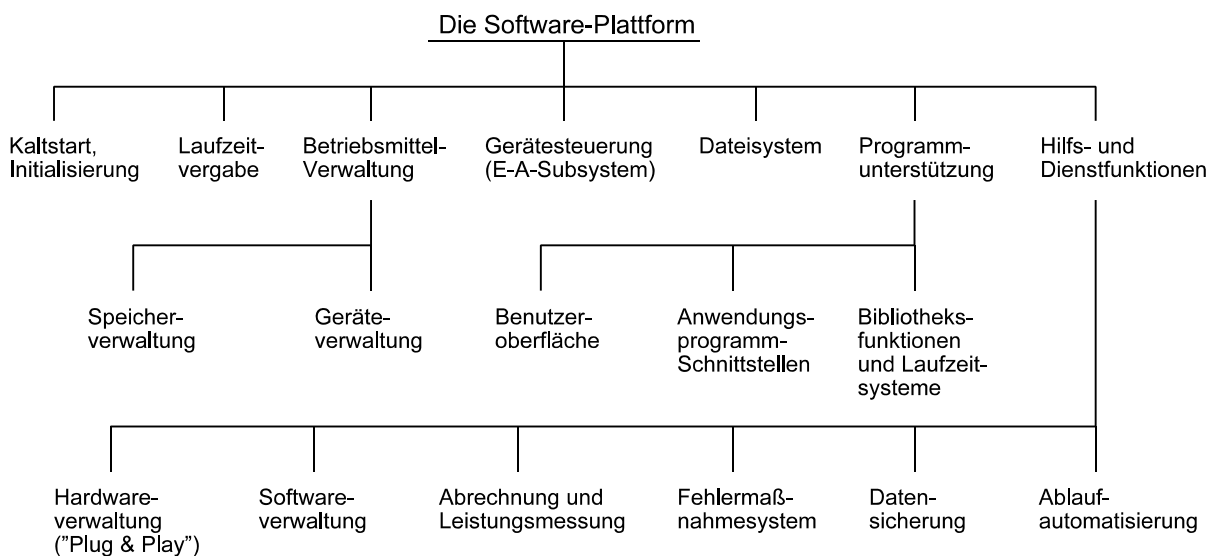 Die Software-Plattform
Kaltstart,
Initialisierung
Laufzeit-
vergabe
Betriebsmittel-
Verwaltung
Gerätesteuerung
(E-A-Subsystem)
Dateisystem
Programm-
unterstützung
Hilfs- und
Dienstfunktionen
Speicher-
verwaltung
Geräte-
verwaltung
Benutzer-
oberfläche
Anwendungs-
programm-
Schnittstellen
Bibliotheks-
funktionen
und Laufzeit-
systeme
Hardware-
verwaltung
("Plug & Play")
Software-
verwaltung
Abrechnung und
Leistungsmessung
Fehlermaß-
nahmesystem
Daten-
sicherung
Ablauf-
automatisierung